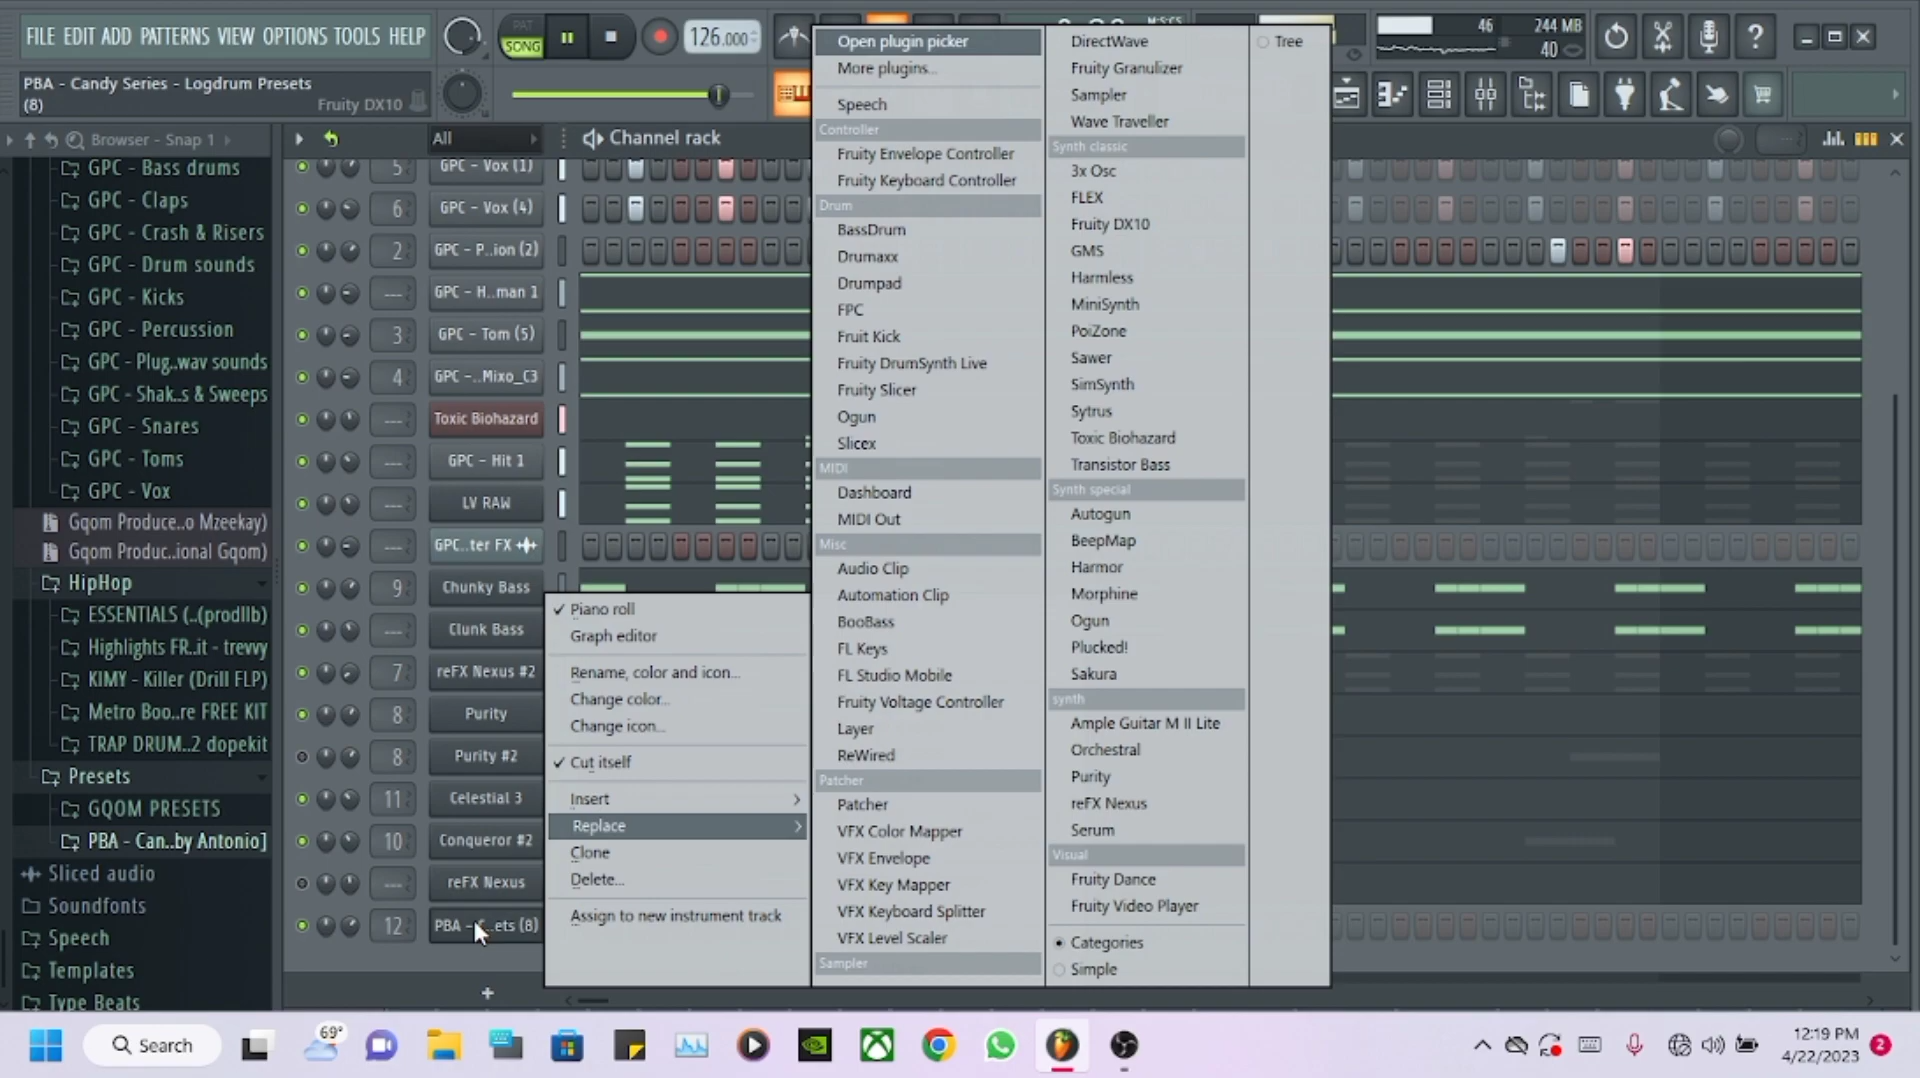 FILE EDIT ADD PATTERNS VIEW OPTIONS TOOLS HELP
PAT
SONG
126.000
M:S:CS
46
244 MB
40
PBA - Candy Series - Logdrum Presets
(8)
Fruity DX10
Browser - Snap 1
All
Channel rack
GPC - Bass drums
GPC - Claps
GPC - Crash & Risers
GPC - Drum sounds
GPC - Kicks
GPC - Percussion
GPC - Plug..wav sounds
GPC - Shak..s & Sweeps
GPC - Snares
GPC - Toms
GPC - Vox
Gqom Produce..o Mzeekay)
Gqom Produc..ional Gqom)
HipHop
ESSENTIALS (..(prodllb)
Highlights FR..it - trevvy
KIMY - Killer (Drill FLP)
Metro Boo..re FREE KIT
TRAP DRUM..2 dopekit
Presets
GQOM PRESETS
PBA - Can..by Antonio]
Sliced audio
Soundfonts
Speech
Templates
Type Beats
5 GPC - Vox (1)
6 GPC - Vox (4)
2 GPC - P..ion (2)
--- GPC - H..man 1
3 GPC - Tom (5)
4 GPC -..Mixo_C3
--- Toxic Biohazard
--- GPC - Hit 1
--- LV RAW
--- GPC..ter FX
9 Chunky Bass
Clunk Bass
7 reFX Nexus #2
8 Purity
8 Purity #2
11 Celestial 3
10 Conqueror #2
--- reFX Nexus
12 PBA - ..ets (8)
+
Piano roll
Graph editor
Rename, color and icon...
Change color...
Change icon...
Cut itself
Insert
Replace
Clone
Delete...
Assign to new instrument track
Open plugin picker
More plugins...
Speech
Controller
Fruity Envelope Controller
Fruity Keyboard Controller
Drum
BassDrum
Drumaxx
Drumpad
FPC
Fruit Kick
Fruity DrumSynth Live
Fruity Slicer
Ogun
Slicex
MIDI
Dashboard
MIDI Out
Misc
Audio Clip
Automation Clip
BooBass
FL Keys
FL Studio Mobile
Fruity Voltage Controller
Layer
ReWired
Patcher
Patcher
VFX Color Mapper
VFX Envelope
VFX Key Mapper
VFX Keyboard Splitter
VFX Level Scaler
Sampler
DirectWave
Fruity Granulizer
Sampler
Wave Traveller
Synth classic
3x Osc
FLEX
Fruity DX10
GMS
Harmless
MiniSynth
PoiZone
Sawer
SimSynth
Sytrus
Toxic Biohazard
Transistor Bass
Synth special
Autogun
BeepMap
Harmor
Morphine
Ogun
Plucked!
Sakura
synth
Ample Guitar M II Lite
Orchestral
Purity
reFX Nexus
Serum
Visual
Fruity Dance
Fruity Video Player
Categories
Simple
Tree
69°
Search
12:19 PM
4/22/2023
2